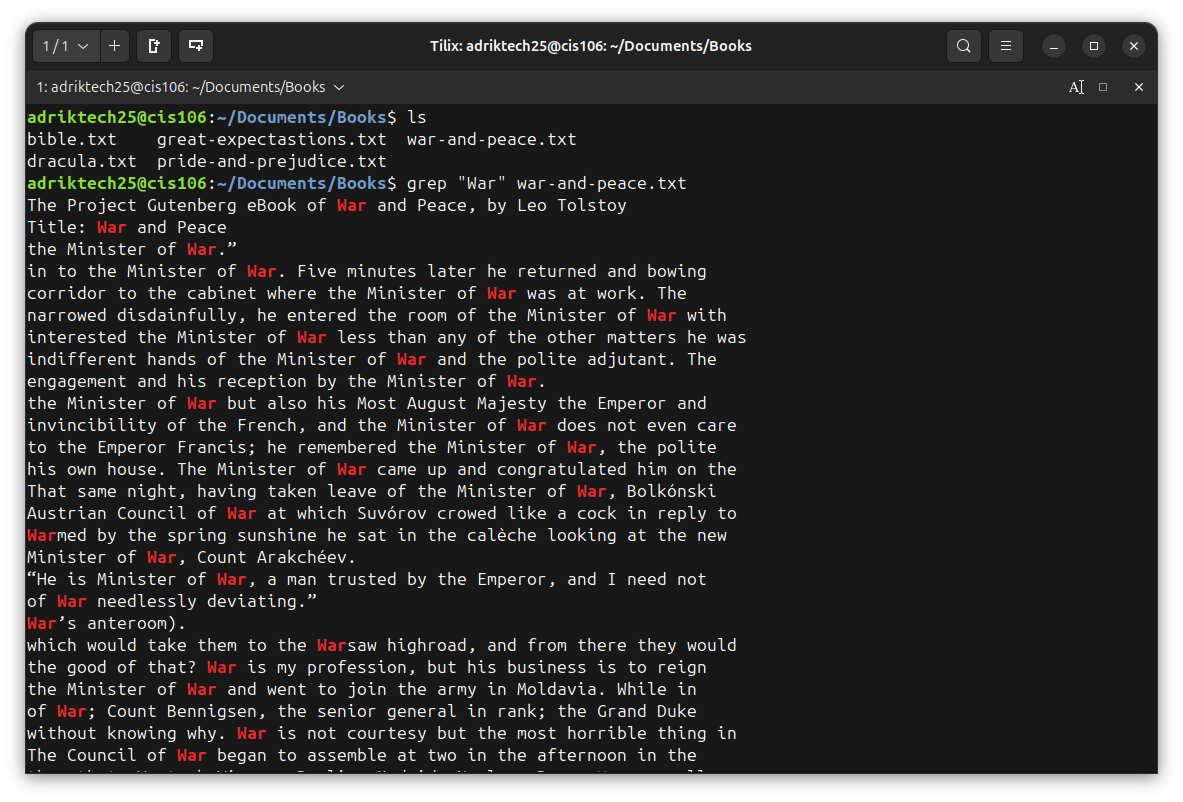 1 / 1
Tilix: adriktech25@cis106: ~/Documents/Books
1: adriktech25@cis106: ~/Documents/Books
adriktech25@cis106:~/Documents/Books$ ls
bible.txt    great-expectastions.txt  war-and-peace.txt
dracula.txt  pride-and-prejudice.txt
adriktech25@cis106:~/Documents/Books$ grep "War" war-and-peace.txt
The Project Gutenberg eBook of War and Peace, by Leo Tolstoy
Title: War and Peace
the Minister of War.”
in to the Minister of War. Five minutes later he returned and bowing
corridor to the cabinet where the Minister of War was at work. The
narrowed disdainfully, he entered the room of the Minister of War with
interested the Minister of War less than any of the other matters he was
indifferent hands of the Minister of War and the polite adjutant. The
engagement and his reception by the Minister of War.
the Minister of War but also his Most August Majesty the Emperor and
invincibility of the French, and the Minister of War does not even care
to the Emperor Francis; he remembered the Minister of War, the polite
his own house. The Minister of War came up and congratulated him on the
That same night, having taken leave of the Minister of War, Bolkónski
Austrian Council of War at which Suvórov crowed like a cock in reply to
Warmed by the spring sunshine he sat in the calèche looking at the new
Minister of War, Count Arakchéev.
“He is Minister of War, a man trusted by the Emperor, and I need not
of War needlessly deviating.”
War’s anteroom).
which would take them to the Warsaw highroad, and from there they would
the good of that? War is my profession, but his business is to reign
the Minister of War and went to join the army in Moldavia. While in
of War; Count Bennigsen, the senior general in rank; the Grand Duke
without knowing why. War is not courtesy but the most horrible thing in
The Council of War began to assemble at two in the afternoon in the